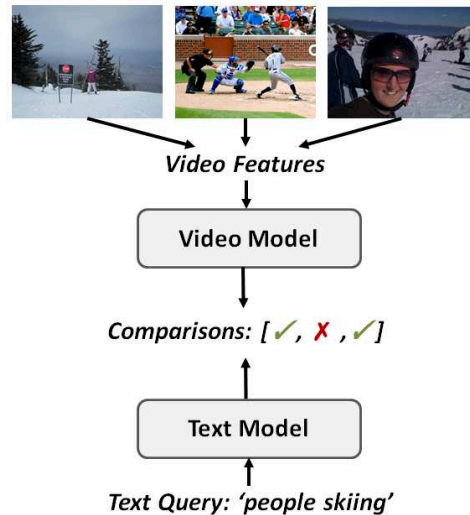 Video Features
Video Model
Comparisons: [✓, ✗ ,✓]
Text Model
Text Query: ‘people skiing’